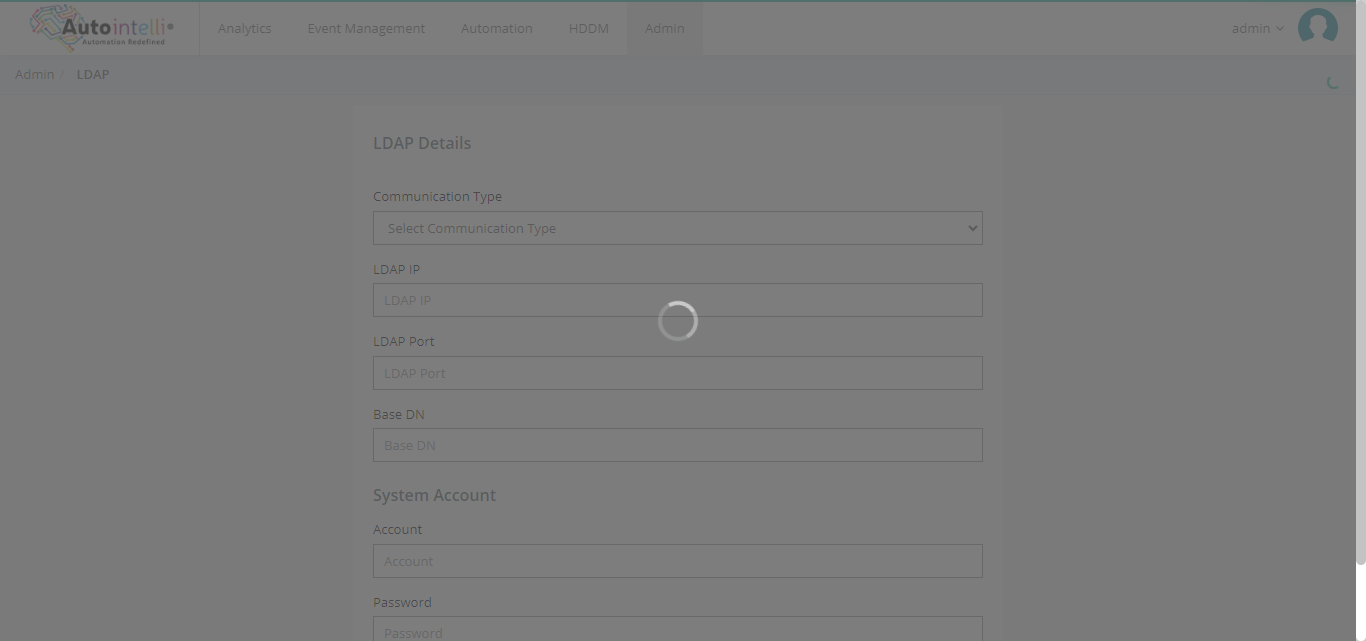 Autointelli
Automation Redefined
Analytics
Event Management
Automation
HDDM
Admin
admin
Admin / LDAP
LDAP Details
Communication Type
Select Communication Type
LDAP IP
LDAP IP
LDAP Port
LDAP Port
Base DN
Base DN
System Account
Account
Account
Password
Password